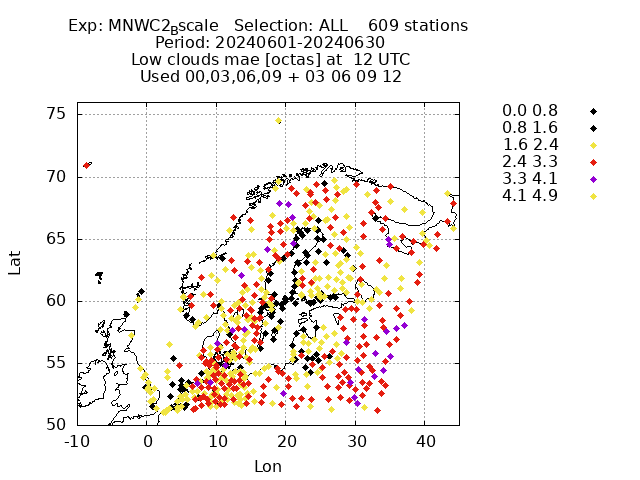 Exp: MNWC2Bscale   Selection: ALL    609 stations
Period: 20240601-20240630
Low clouds mae [octas] at  12 UTC
Used 00,03,06,09 + 03 06 09 12
0.0 0.8
0.8 1.6
1.6 2.4
2.4 3.3
3.3 4.1
4.1 4.9
75
70
65
60
55
50
Lat
-10 0 10 20 30 40
Lon